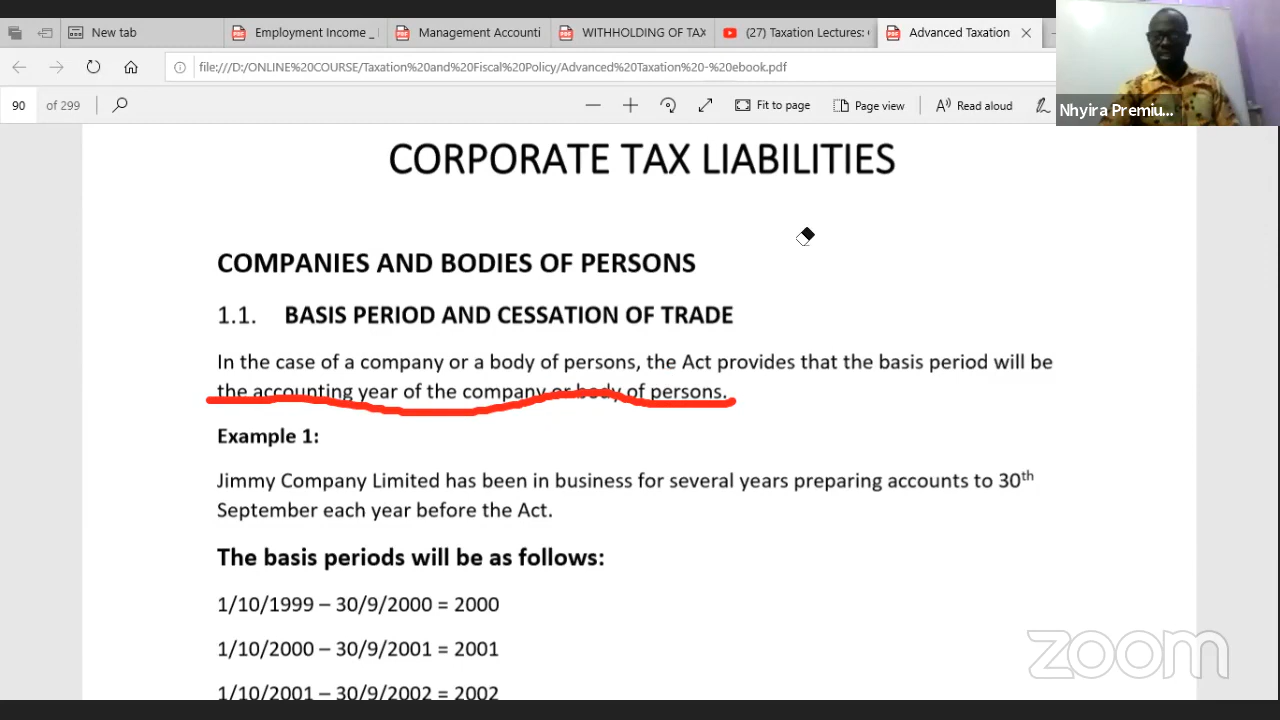 New tab
Employment Income _
Management Accounti
WITHHOLDING OF TAX
(27) Taxation Lectures:
Advanced Taxation
file:///D:/ONLINE%20COURSE/Taxation%20and%20Fiscal%20Policy/Advanced%20Taxation%20-%20ebook.pdf
90 of 299
Fit to page
Page view
Read aloud
Nhyira Premiu...
CORPORATE TAX LIABILITIES
COMPANIES AND BODIES OF PERSONS
1.1. BASIS PERIOD AND CESSATION OF TRADE
In the case of a company or a body of persons, the Act provides that the basis period will be
the accounting year of the company or body of persons.
Example 1:
Jimmy Company Limited has been in business for several years preparing accounts to 30th
September each year before the Act.
The basis periods will be as follows:
1/10/1999 – 30/9/2000 = 2000
1/10/2000 – 30/9/2001 = 2001
1/10/2001 – 30/9/2002 = 2002
zoom